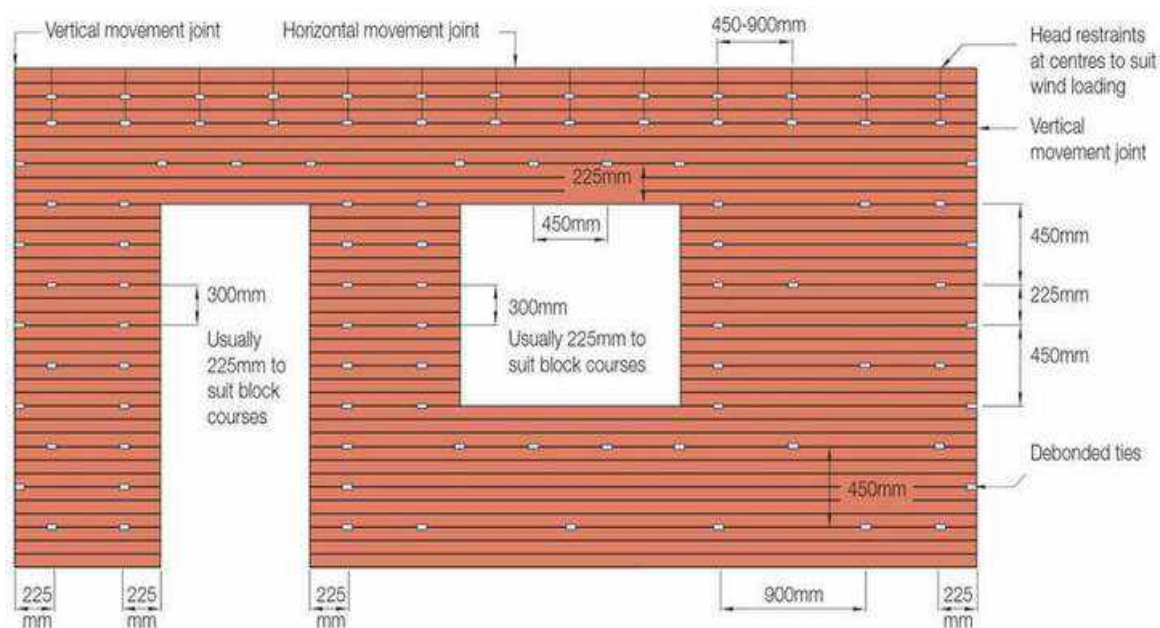 Vertical movement joint
Horizontal movement joint
450-900mm
Head restraints
at centres to suit
wind loading
Vertical
movement joint
225mm
450mm
450mm
300mm
Usually
225mm to
suit block
courses
300mm
Usually 225mm to
suit block courses
225mm
450mm
Debonded ties
450mm
225
mm
225
mm
225
mm
900mm
225
mm